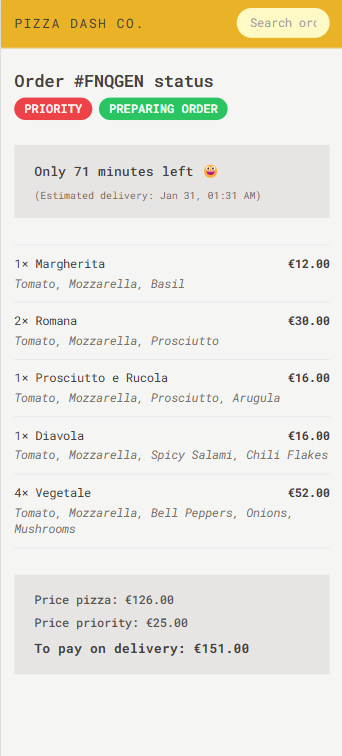 PIZZA DASH CO.
Search
Order #FNQGEN status
PRIORITY
PREPARING ORDER
Only 71 minutes left 😀
(Estimated delivery: Jan 31, 01:31 AM)
1× Margherita €12.00
Tomato, Mozzarella, Basil
2× Romana €30.00
Tomato, Mozzarella, Prosciutto
1× Prosciutto e Rucola €16.00
Tomato, Mozzarella, Prosciutto, Arugula
1× Diavola €16.00
Tomato, Mozzarella, Spicy Salami, Chili Flakes
4× Vegetale €52.00
Tomato, Mozzarella, Bell Peppers, Onions,
Mushrooms
Price pizza: €126.00
Price priority: €25.00
To pay on delivery: €151.00